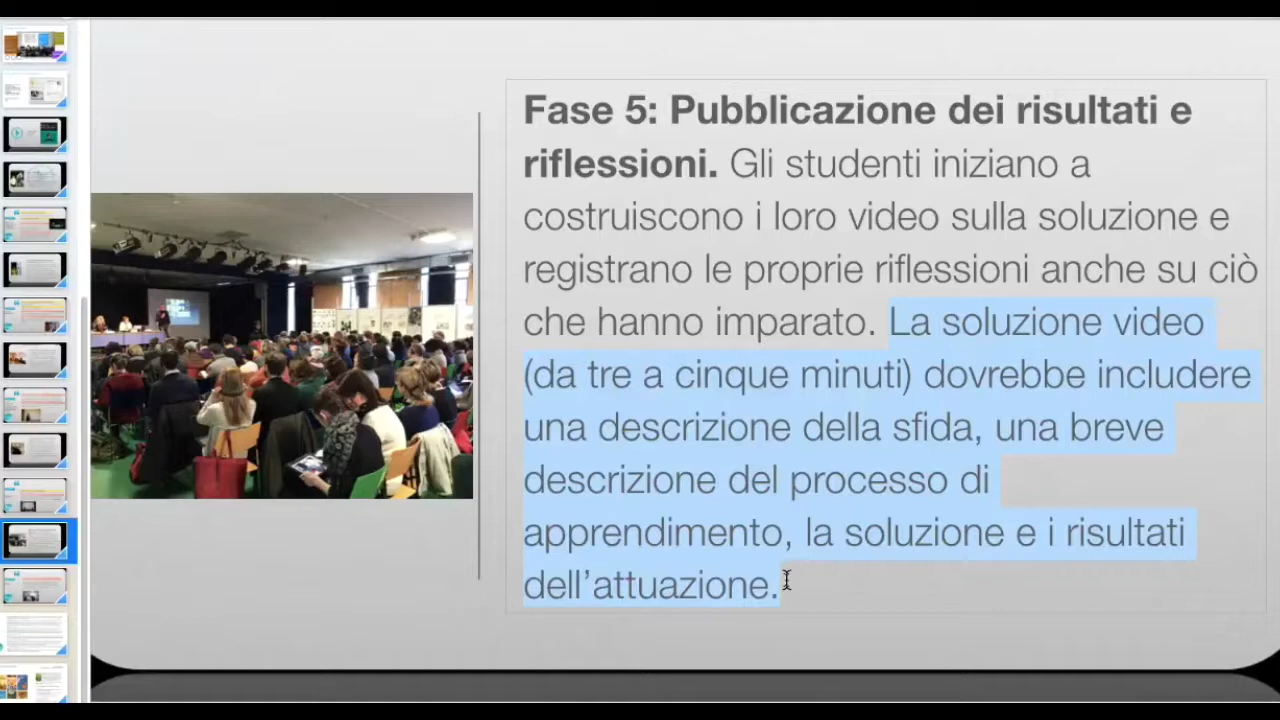 Fase 5: Pubblicazione dei risultati e
riflessioni. Gli studenti iniziano a
costruiscono i loro video sulla soluzione e
registrano le proprie riflessioni anche su ciò
che hanno imparato. La soluzione video
(da tre a cinque minuti) dovrebbe includere
una descrizione della sfida, una breve
descrizione del processo di
apprendimento, la soluzione e i risultati
dell’attuazione.